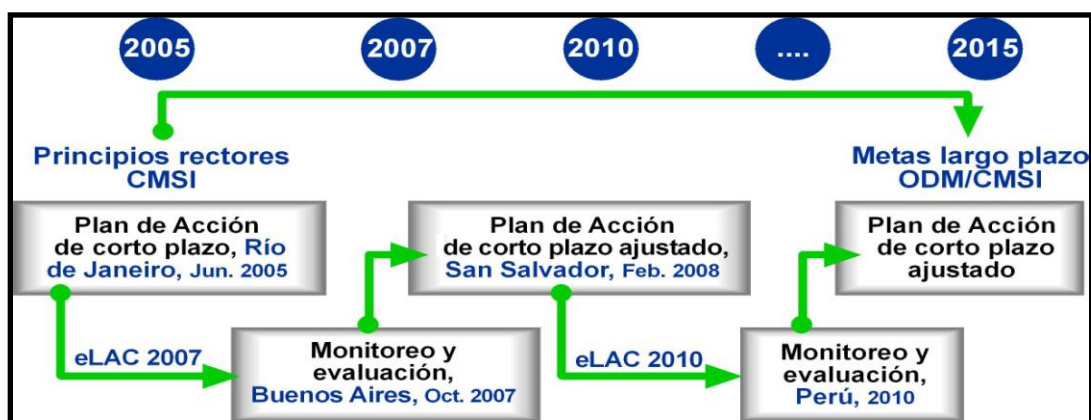 2005
2007
2010
....
2015
Principios rectores
CMSI
Metas largo plazo
ODM/CMSI
Plan de Acción
de corto plazo, Río
de Janeiro, Jun. 2005
Plan de Acción
de corto plazo ajustado,
San Salvador, Feb. 2008
Plan de Acción
de corto plazo
ajustado
eLAC 2007
Monitoreo y
evaluación,
Buenos Aires, Oct. 2007
eLAC 2010
Monitoreo y
evaluación,
Perú, 2010